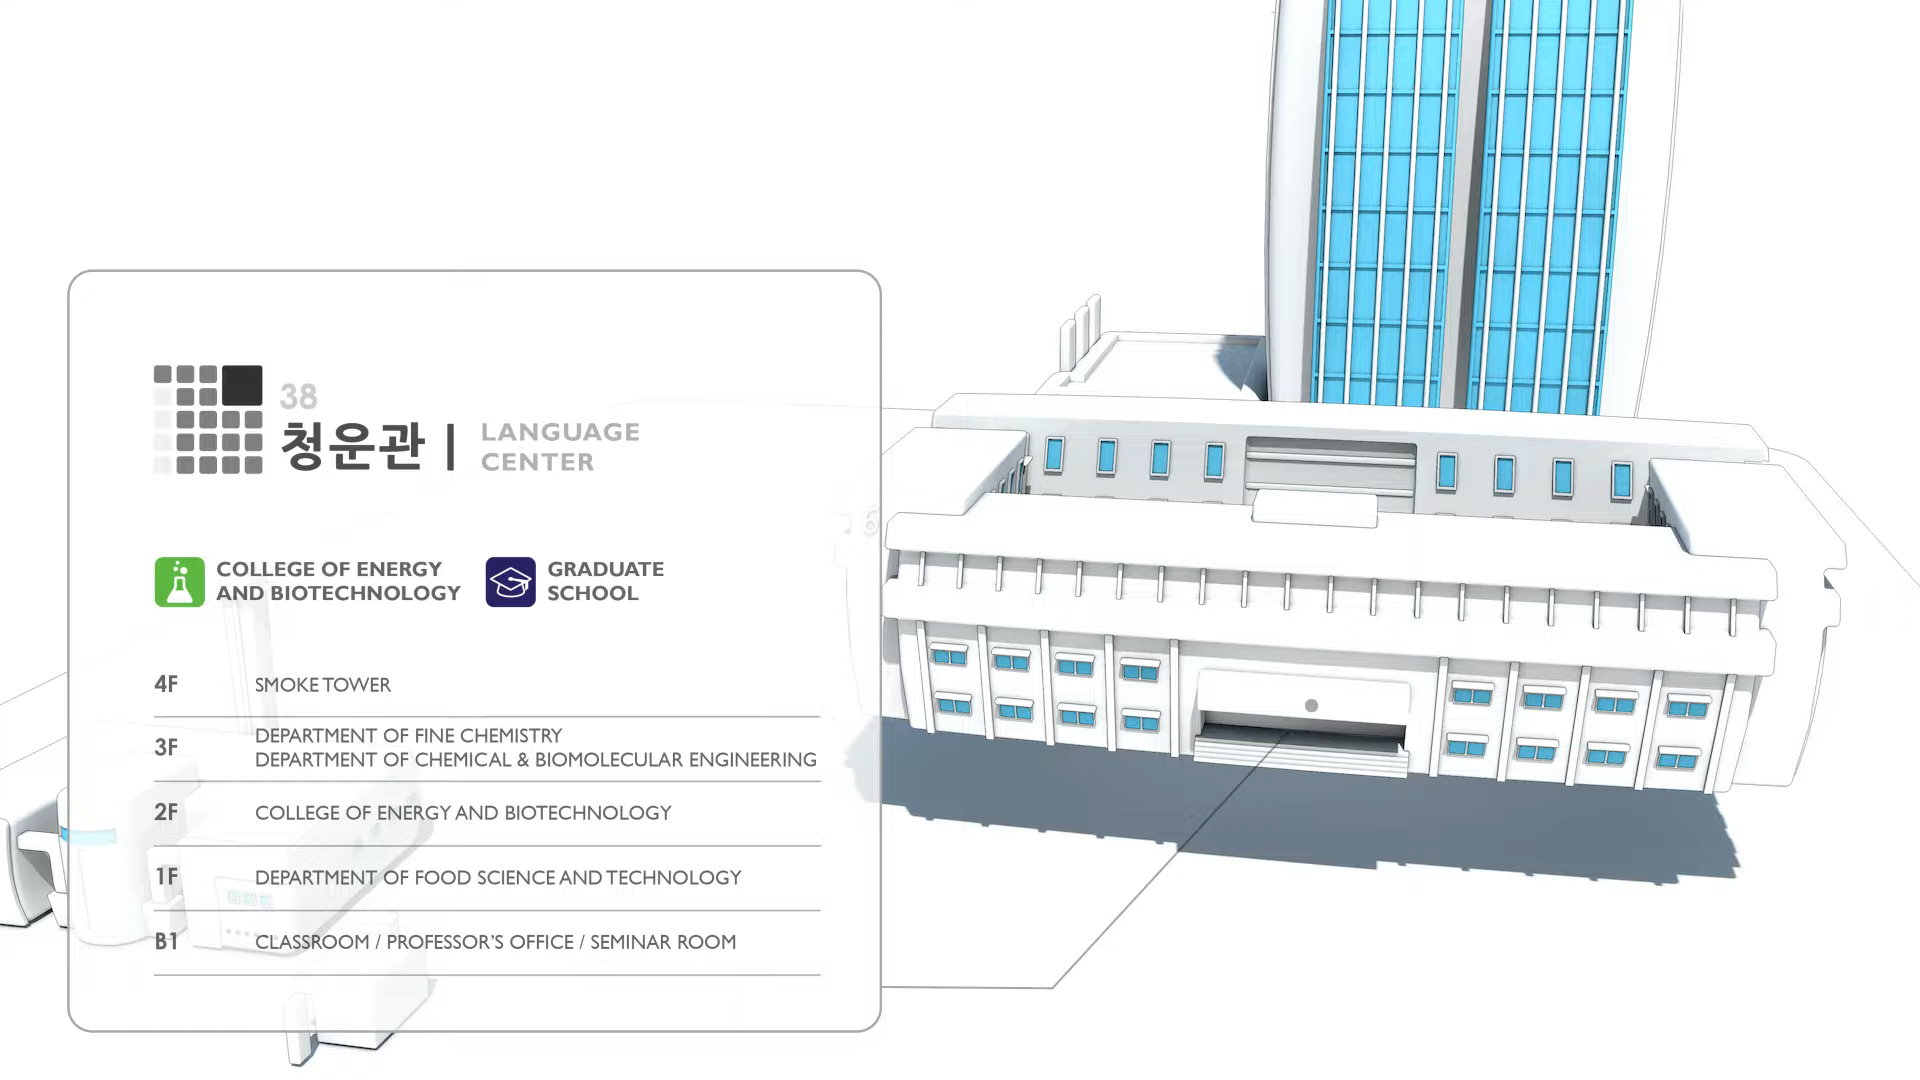 38
청운관 | LANGUAGE
CENTER
COLLEGE OF ENERGY
AND BIOTECHNOLOGY
GRADUATE
SCHOOL
4F SMOKE TOWER
3F DEPARTMENT OF FINE CHEMISTRY
DEPARTMENT OF CHEMICAL & BIOMOLECULAR ENGINEERING
2F COLLEGE OF ENERGY AND BIOTECHNOLOGY
1F DEPARTMENT OF FOOD SCIENCE AND TECHNOLOGY
B1 CLASSROOM / PROFESSOR'S OFFICE / SEMINAR ROOM